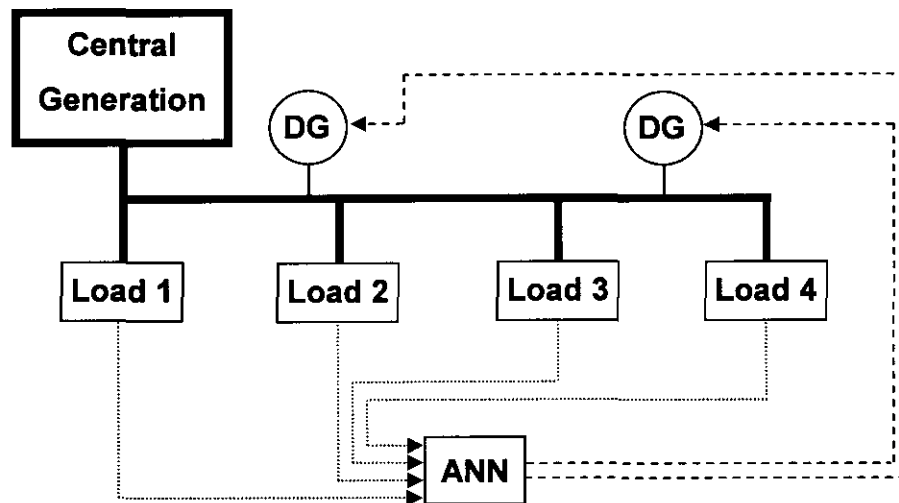 Central
Generation
DG
DG
Load 1
Load 2
Load 3
Load 4
ANN